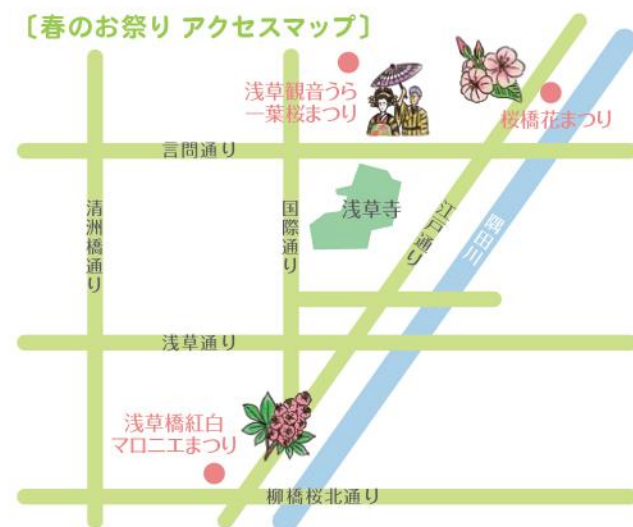 〔春のお祭り アクセスマップ〕
浅草観音うら
一葉桜まつり
桜橋花まつり
言問通り
清洲橋通り
国際通り
浅草寺
江戸通り
隅田川
浅草通り
浅草橋紅白
マロニエまつり
柳橋桜北通り